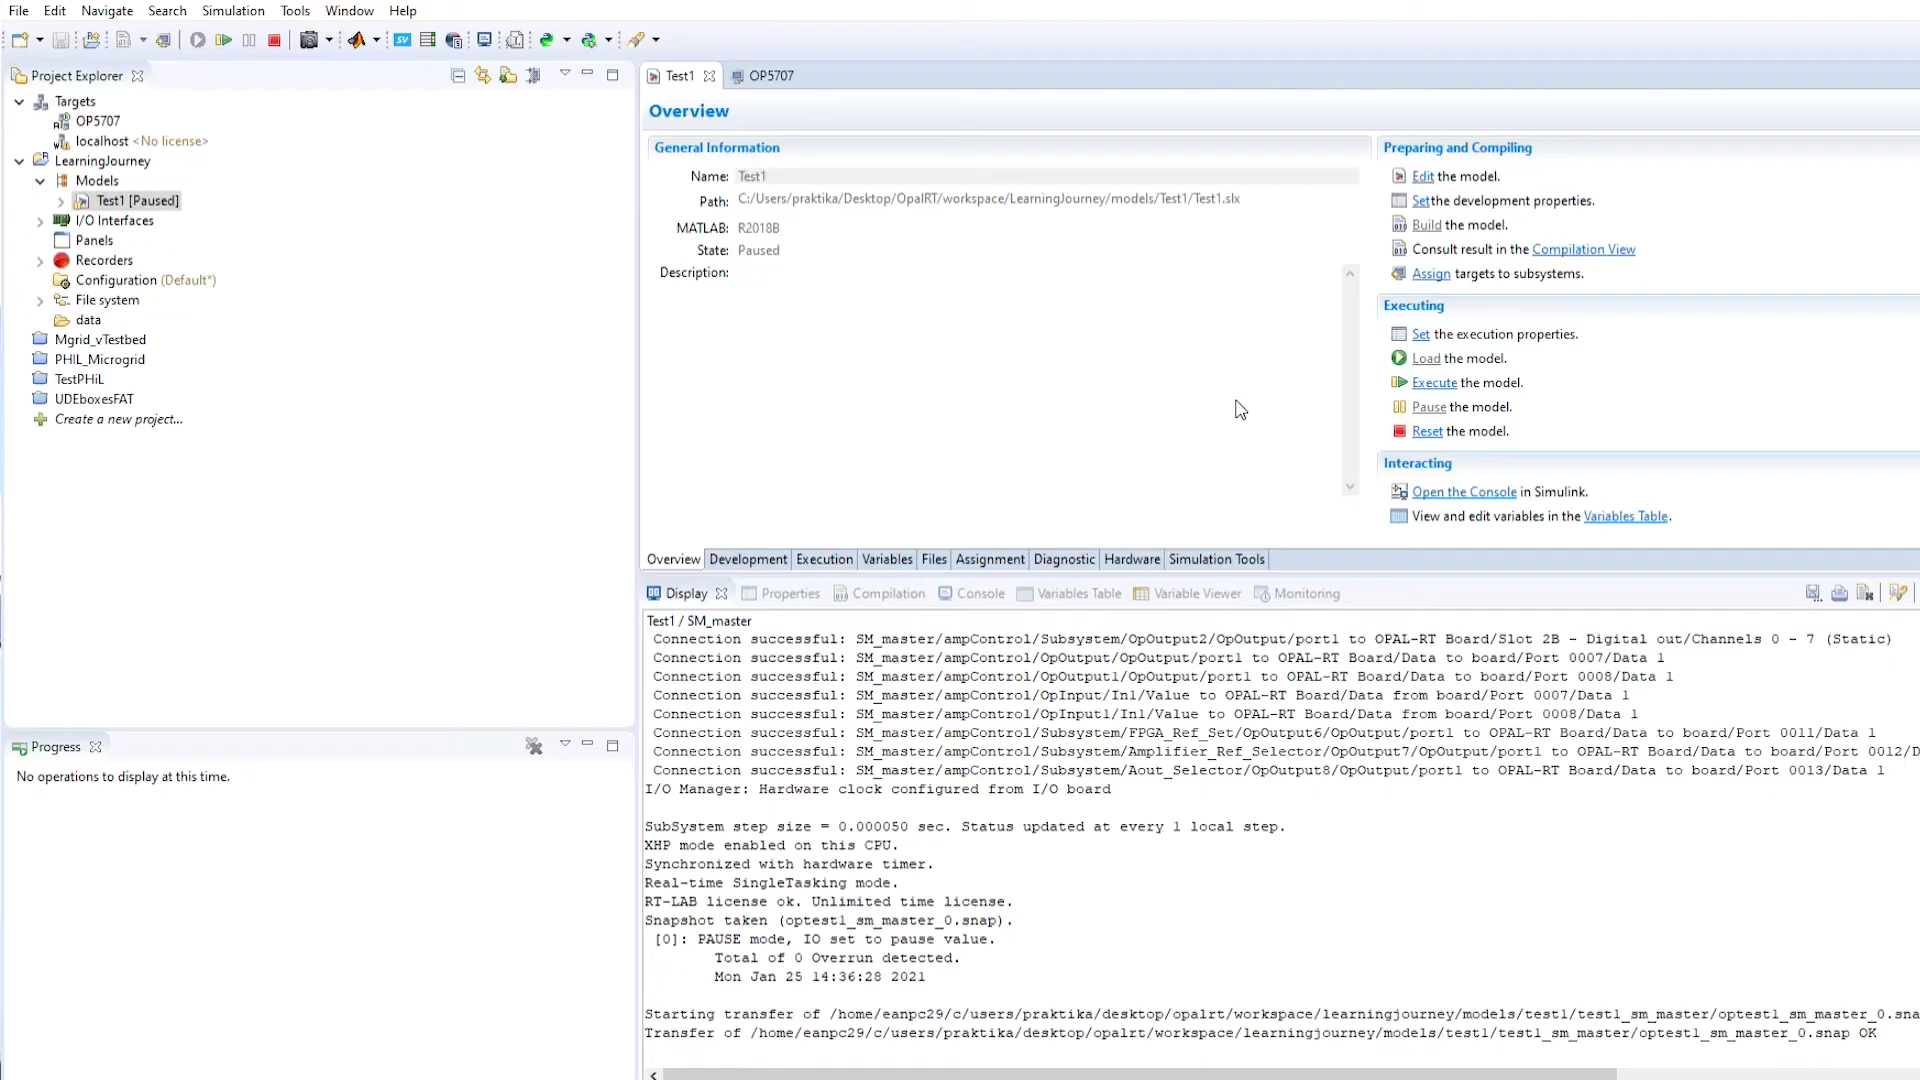 File Edit Navigate Search Simulation Tools Window Help
Project Explorer
Targets
OP5707
localhost <No license>
LearningJourney
Models
Test1 [Paused]
I/O Interfaces
Panels
Recorders
Configuration (Default*)
File system
data
Mgrid_vTestbed
PHIL_Microgrid
TestPHiL
UDEboxesFAT
Create a new project...
Progress
No operations to display at this time.
Test1 OP5707
Overview
General Information
Name: Test1
Path: C:/Users/praktika/Desktop/OpalRT/workspace/LearningJourney/models/Test1/Test1.slx
MATLAB: R2018B
State: Paused
Description:
Preparing and Compiling
Edit the model.
Set the development properties.
Build the model.
Consult result in the Compilation View
Assign targets to subsystems.
Executing
Set the execution properties.
Load the model.
Execute the model.
Pause the model.
Reset the model.
Interacting
Open the Console in Simulink.
View and edit variables in the Variables Table.
Overview Development Execution Variables Files Assignment Diagnostic Hardware Simulation Tools
Display Properties Compilation Console Variables Table Variable Viewer Monitoring
Test1 / SM_master
Connection successful: SM_master/ampControl/Subsystem/OpOutput2/OpOutput/port1 to OPAL-RT Board/Slot 2B - Digital out/Channels 0 - 7 (Static)
Connection successful: SM_master/ampControl/OpOutput/OpOutput/port1 to OPAL-RT Board/Data to board/Port 0007/Data 1
Connection successful: SM_master/ampControl/OpOutput1/OpOutput/port1 to OPAL-RT Board/Data to board/Port 0008/Data 1
Connection successful: SM_master/ampControl/OpInput/In1/Value to OPAL-RT Board/Data from board/Port 0007/Data 1
Connection successful: SM_master/ampControl/OpInput1/In1/Value to OPAL-RT Board/Data from board/Port 0008/Data 1
Connection successful: SM_master/ampControl/Subsystem/FPGA_Ref_Set/OpOutput6/OpOutput/port1 to OPAL-RT Board/Data to board/Port 0011/Data 1
Connection successful: SM_master/ampControl/Subsystem/Amplifier_Ref_Selector/OpOutput7/OpOutput/port1 to OPAL-RT Board/Data to board/Port 0012/D
Connection successful: SM_master/ampControl/Subsystem/Aout_Selector/OpOutput8/OpOutput/port1 to OPAL-RT Board/Data to board/Port 0013/Data 1
I/O Manager: Hardware clock configured from I/O board
SubSystem step size = 0.000050 sec. Status updated at every 1 local step.
XHP mode enabled on this CPU.
Synchronized with hardware timer.
Real-time SingleTasking mode.
RT-LAB license ok. Unlimited time license.
Snapshot taken (optest1_sm_master_0.snap).
[0]: PAUSE mode, IO set to pause value.
Total of 0 Overrun detected.
Mon Jan 25 14:36:28 2021
Starting transfer of /home/eanpc29/c/users/praktika/desktop/opalrt/workspace/learningjourney/models/test1/test1_sm_master/optest1_sm_master_0.sna
Transfer of /home/eanpc29/c/users/praktika/desktop/opalrt/workspace/learningjourney/models/test1/test1_sm_master/optest1_sm_master_0.snap OK